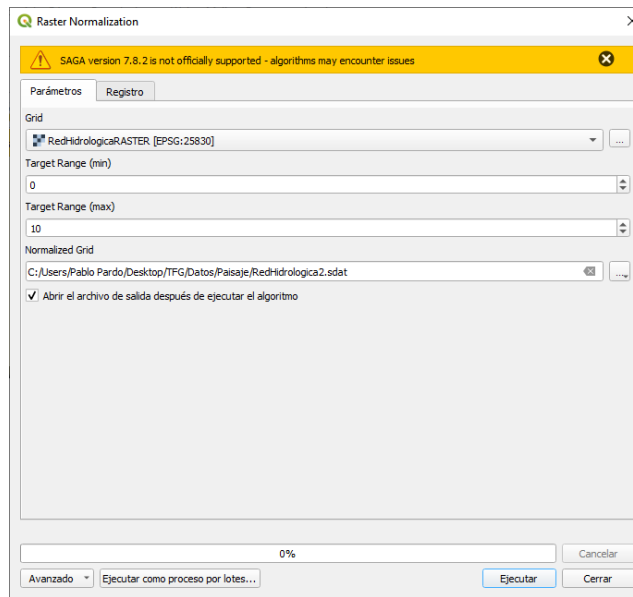 Raster Normalization
SAGA version 7.8.2 is not officially supported - algorithms may encounter issues
Parámetros Registro
Grid
RedHidrologicaRASTER [EPSG:25830]
...
Target Range (min)
0
Target Range (max)
10
Normalized Grid
C:/Users/Pablo Pardo/Desktop/TFG/Datos/Paisaje/RedHidrologica2.sdat
...
Abrir el archivo de salida después de ejecutar el algoritmo
0%
Cancelar
Avanzado Ejecutar como proceso por lotes... Ejecutar Cerrar